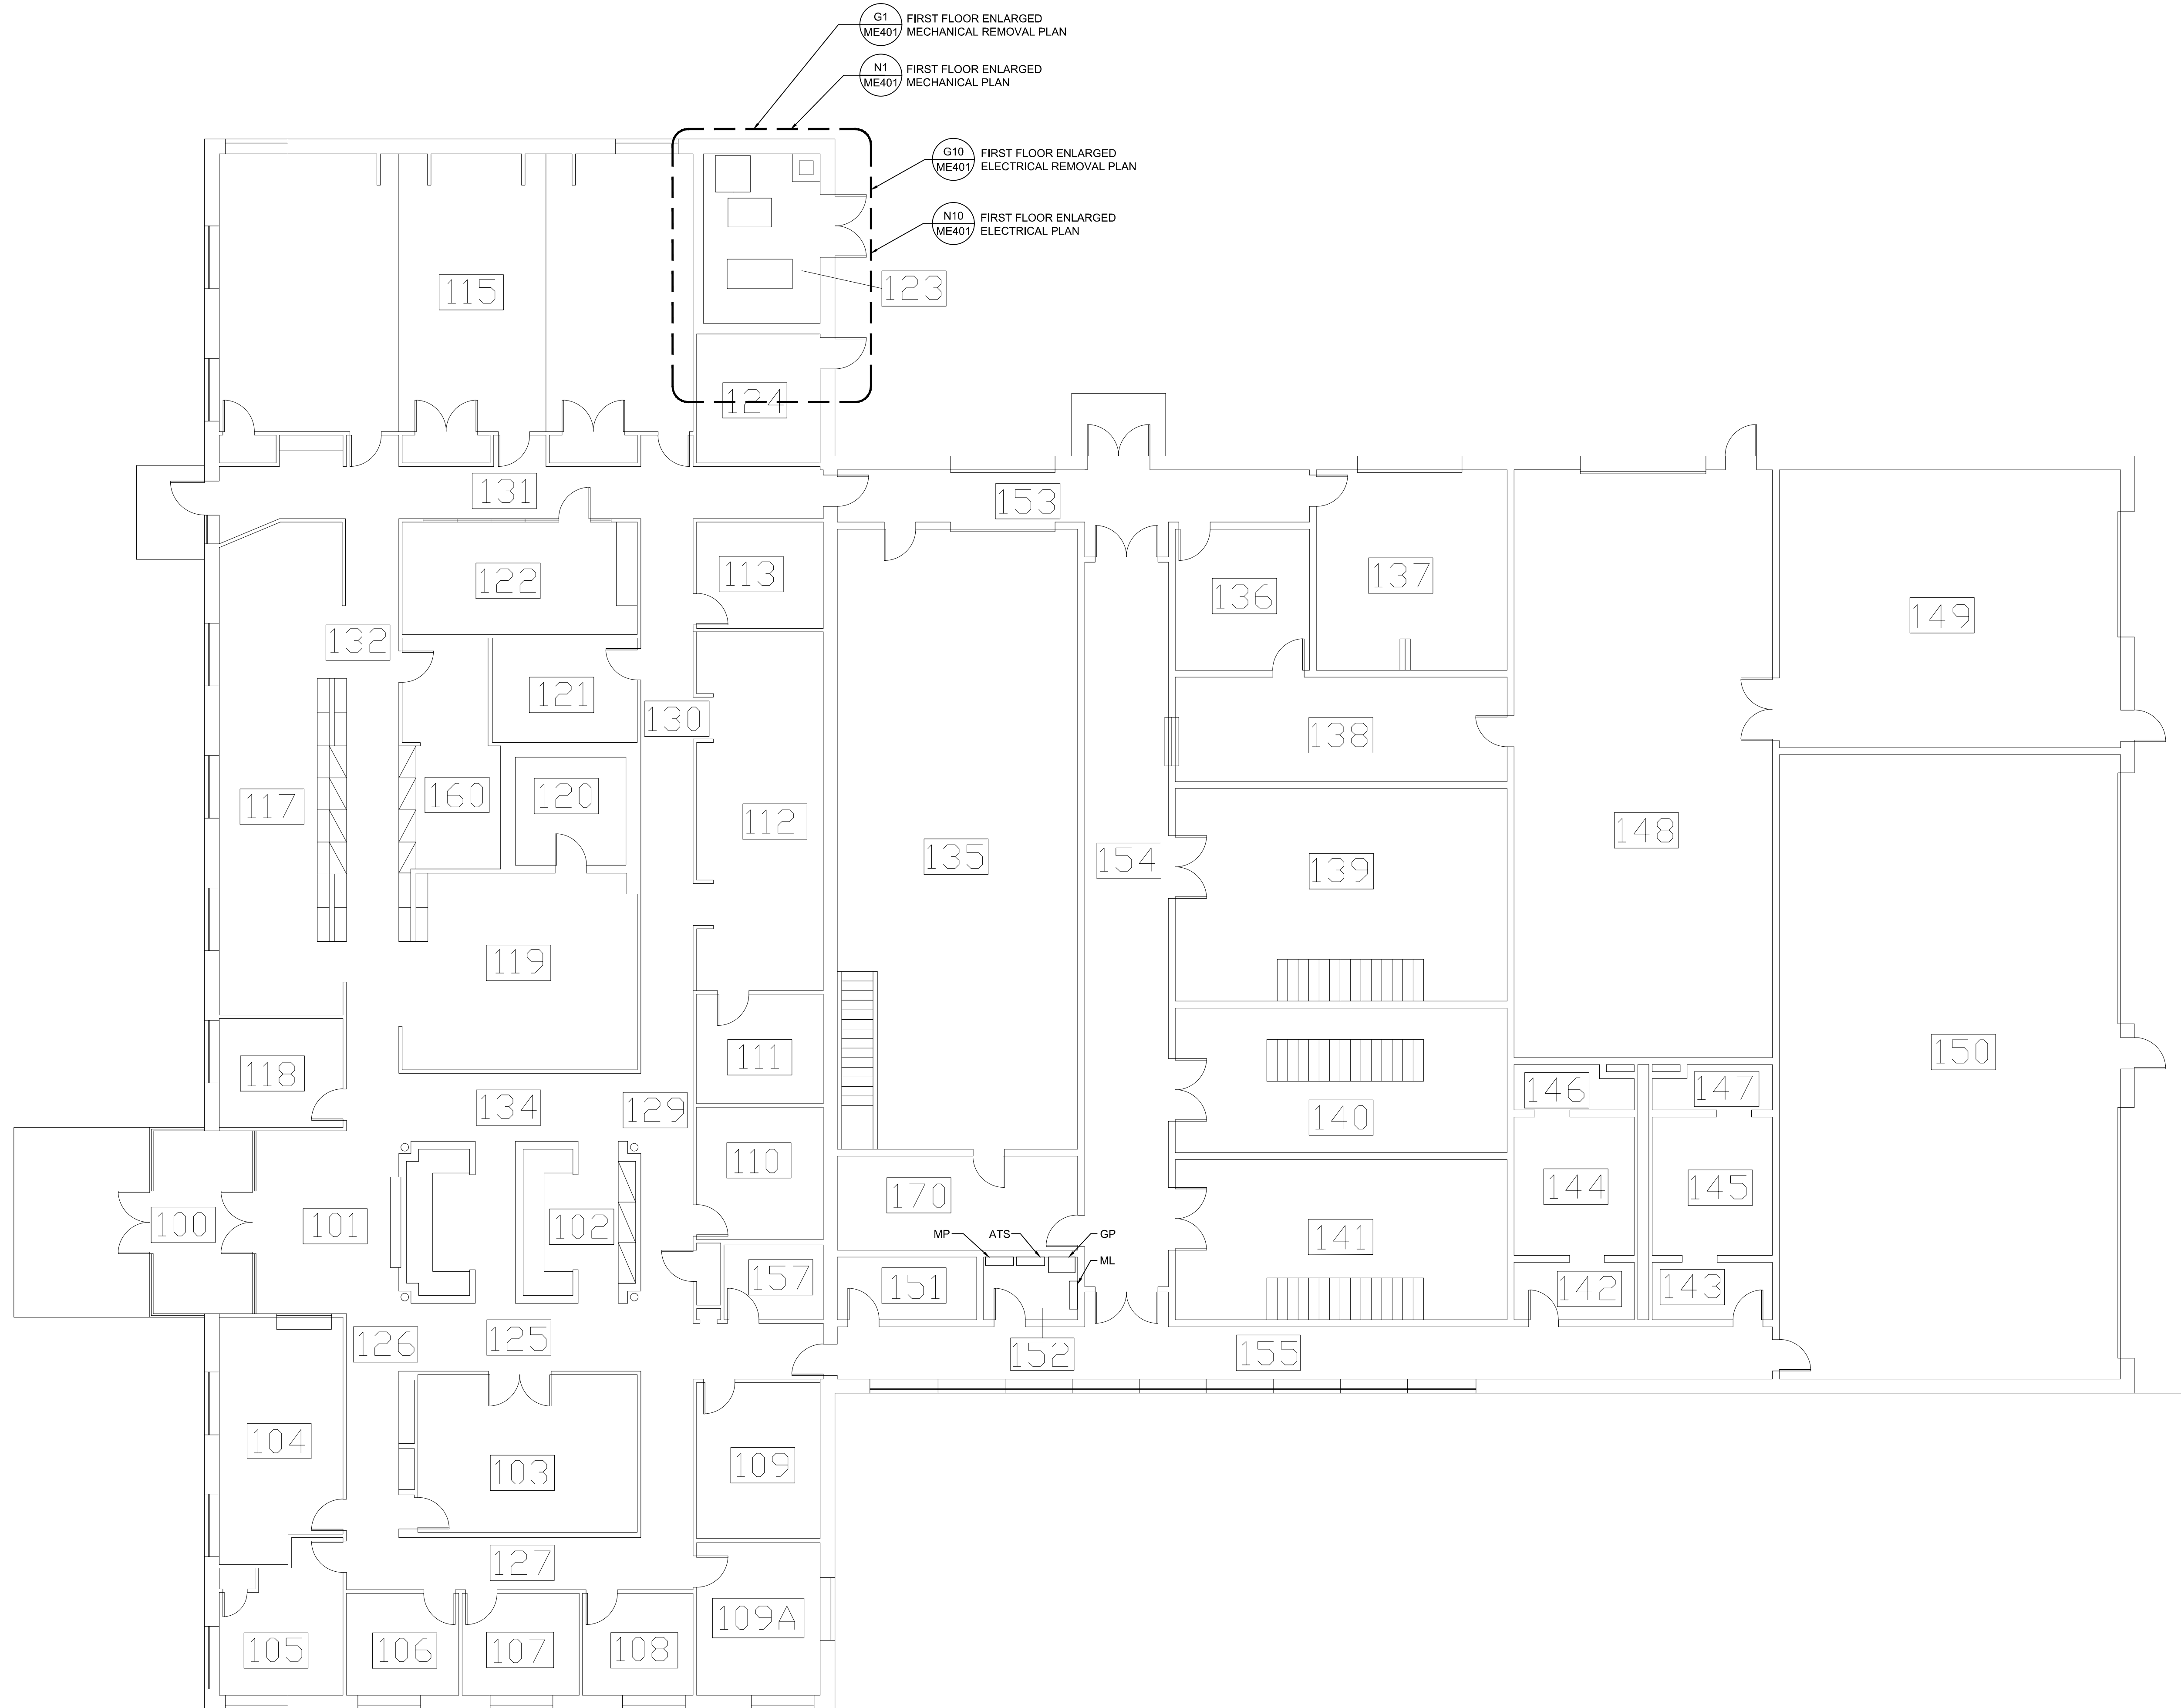 G1
ME401
FIRST FLOOR ENLARGED
MECHANICAL REMOVAL PLAN
N1
ME401
FIRST FLOOR ENLARGED
MECHANICAL PLAN
G10
ME401
FIRST FLOOR ENLARGED
ELECTRICAL REMOVAL PLAN
N10
ME401
FIRST FLOOR ENLARGED
ELECTRICAL PLAN
115
123
124
131
153
122
113
136
137
149
132
121
130
138
117
160
120
112
135
154
139
148
119
118
111
150
134
129
146
147
140
110
144
145
170
100
101
102
141
MP
ATS
GP
ML
157
151
142
143
126
125
152
155
104
103
109
127
109A
105
106
107
108